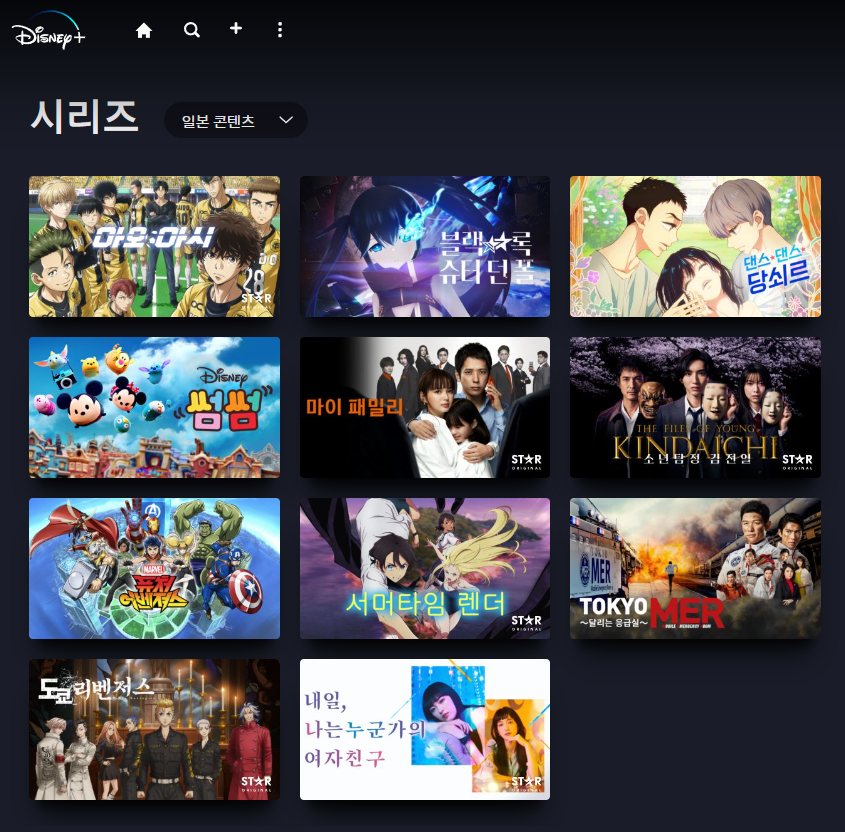 Disney+
시리즈
일본 콘텐츠
아오·아시
STAR
ORIGINAL
블랙★록
슈터 던 폴
댄스·댄스·
당쇠르
Disney
썸썸
마이 패밀리
STAR
ORIGINAL
THE FILES OF YOUNG
KINDAICHI
소년탐정 김전일
STAR
ORIGINAL
MARVEL
퓨처
어벤져스
서머타임 렌더
STAR
ORIGINAL
MER
TOKYO MER
~달리는 응급실~
도쿄 리벤저스
STAR
ORIGINAL
내일,
나는 누군가의
여자친구
STAR
ORIGINAL